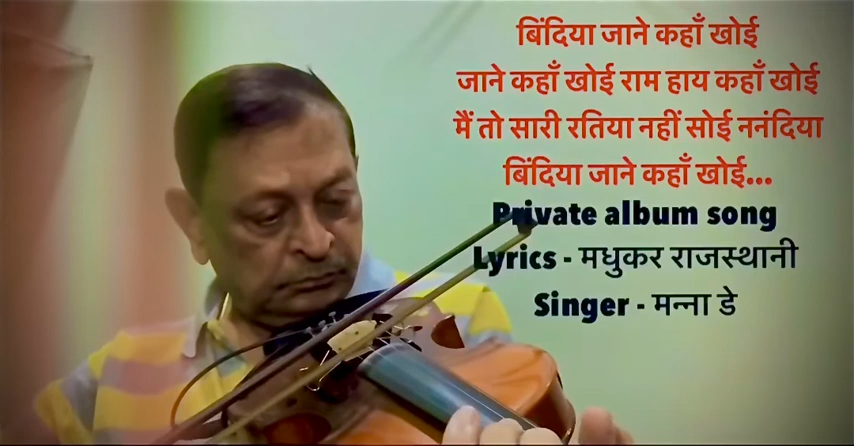 बिंदिया जाने कहाँ खोई
जाने कहाँ खोई राम हाय कहाँ खोई
मैं तो सारी रतिया नहीं सोई ननंदिया
बिंदिया जाने कहाँ खोई...
Private album song
Lyrics - मधुकर राजस्थानी
Singer - मन्ना डे